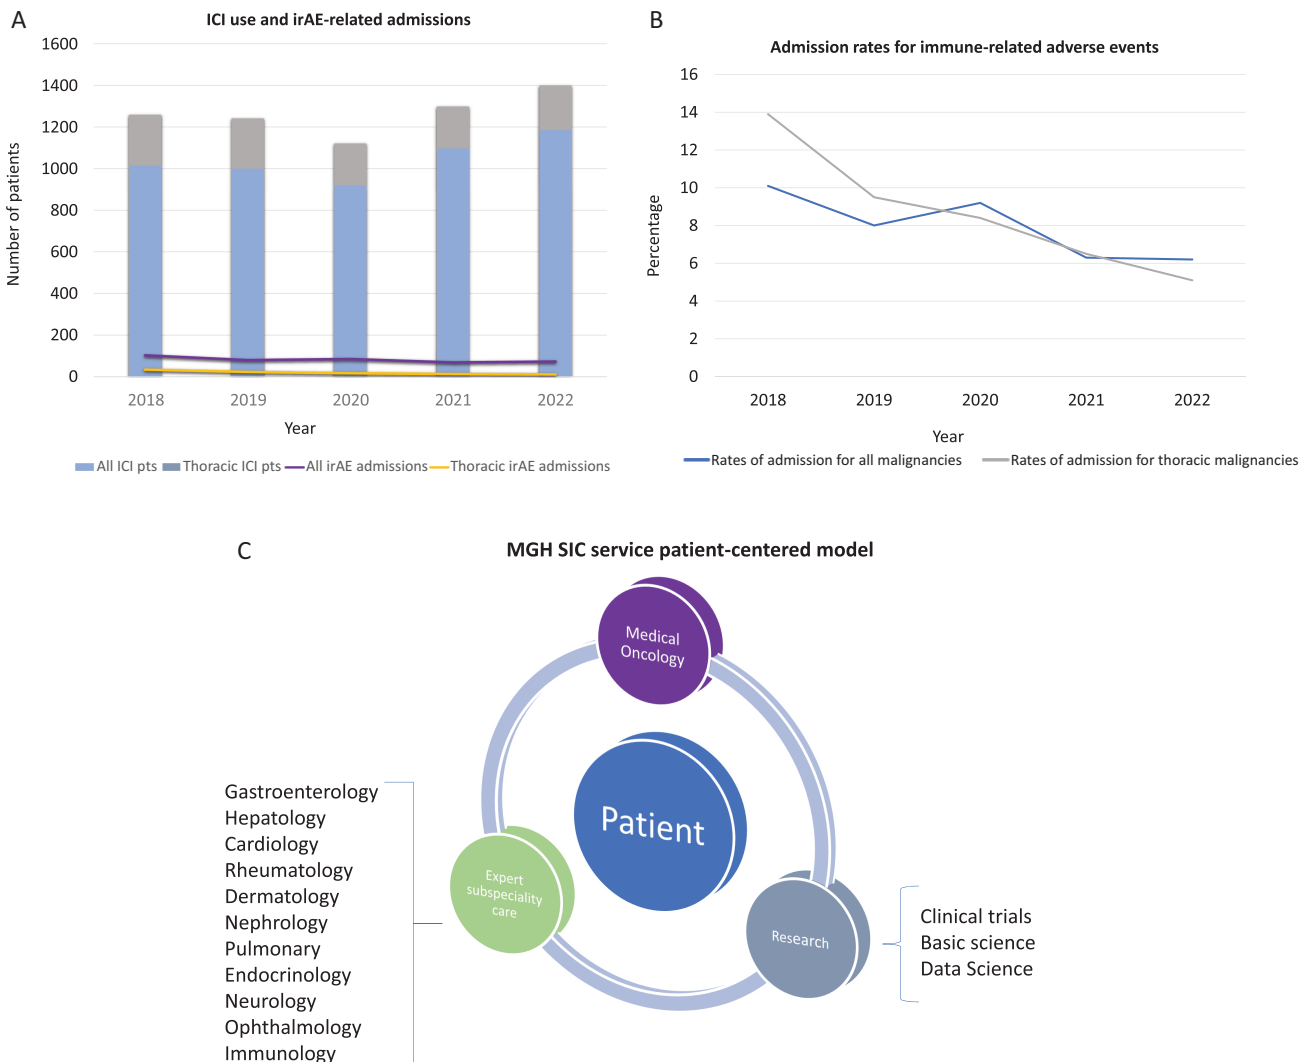 A
ICI use and irAE-related admissions
1600
1400
1200
1000
800
600
400
200
0
Number of patients
2018 2019 2020 2021 2022
Year
All ICI pts Thoracic ICI pts All irAE admissions Thoracic irAE admissions
B
Admission rates for immune-related adverse events
16
14
12
10
8
6
4
2
0
Percentage
2018 2019 2020 2021 2022
Year
Rates of admission for all malignancies Rates of admission for thoracic malignancies
C
MGH SIC service patient-centered model
Medical
Oncology
Patient
Expert
subspeciality
care
Research
Gastroenterology
Hepatology
Cardiology
Rheumatology
Dermatology
Nephrology
Pulmonary
Endocrinology
Neurology
Ophthalmology
Immunology
Clinical trials
Basic science
Data Science